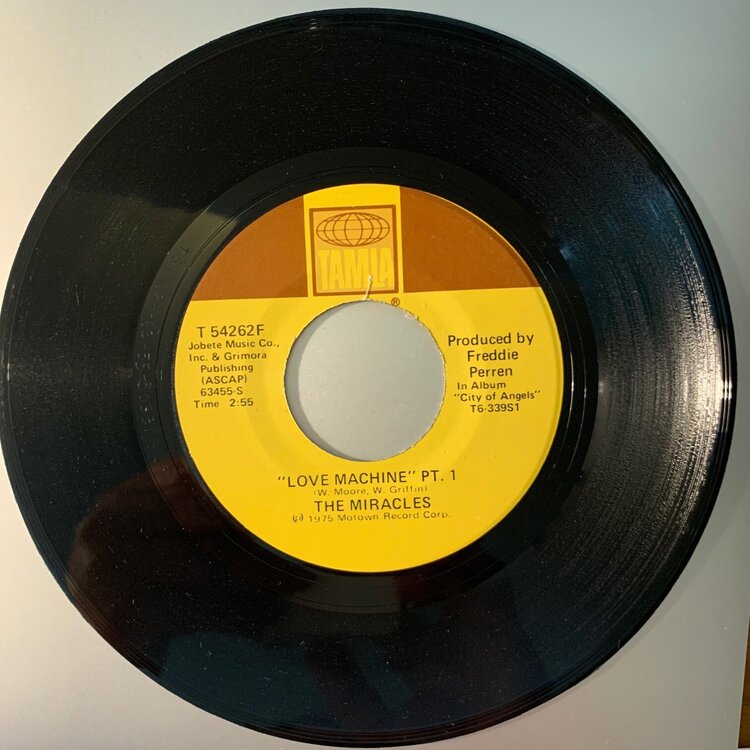 TAMLA
®
T 54262F
Jobete Music Co.,
Inc. & Grimora
Publishing
(ASCAP)
63455-S
Time 2:55
Produced by
Freddie
Perren
In Album
"City of Angels"
T6-339S1
"LOVE MACHINE" PT. 1
(W. Moore, W. Griffin)
THE MIRACLES
℗ 1975 Motown Record Corp.